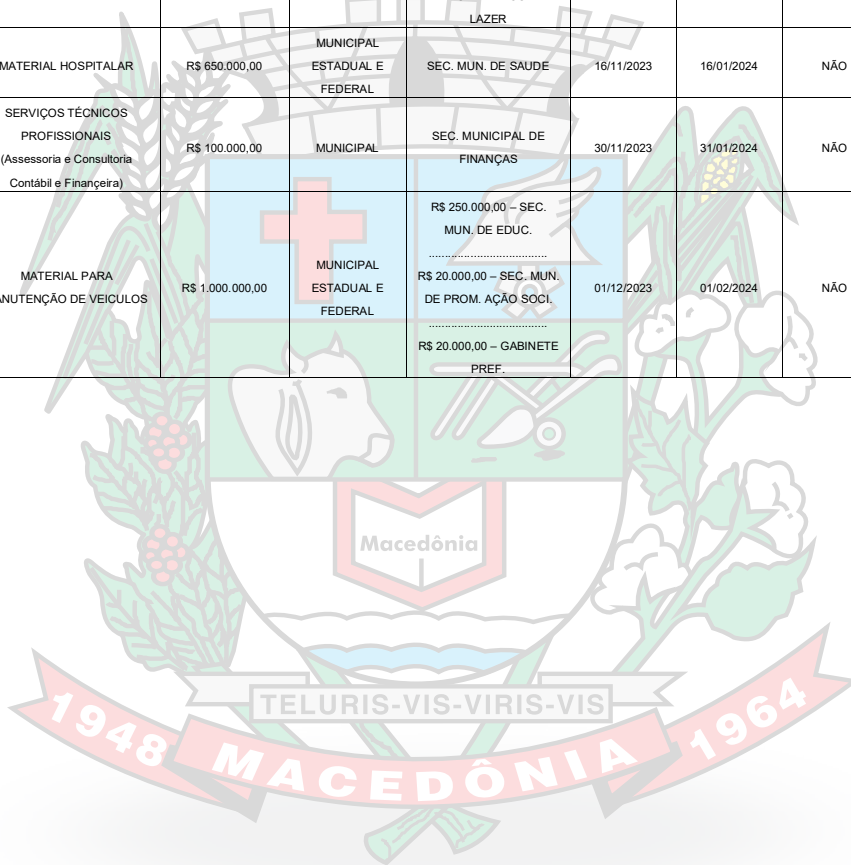 LAZER
MATERIAL HOSPITALAR
R$ 650.000,00
MUNICIPAL
ESTADUAL E
FEDERAL
SEC. MUN. DE SAUDE
16/11/2023
16/01/2024
NÃO
SERVIÇOS TÉCNICOS
PROFISSIONAIS
(Assessoria e Consultoria
Contábil e Finançeira)
R$ 100.000,00
MUNICIPAL
SEC. MUNICIPAL DE
FINANÇAS
30/11/2023
31/01/2024
NÃO
MATERIAL PARA
ANUTENÇÃO DE VEICULOS
R$ 1.000.000,00
MUNICIPAL
ESTADUAL E
FEDERAL
R$ 250.000,00 – SEC.
MUN. DE EDUC.
.....................................
R$ 20.000,00 – SEC. MUN.
DE PROM. AÇÃO SOCI.
.....................................
R$ 20.000,00 – GABINETE
PREF.
01/12/2023
01/02/2024
NÃO
Macedônia
TELURIS-VIS-VIRIS-VIS
1948 MACEDÔNIA 1964